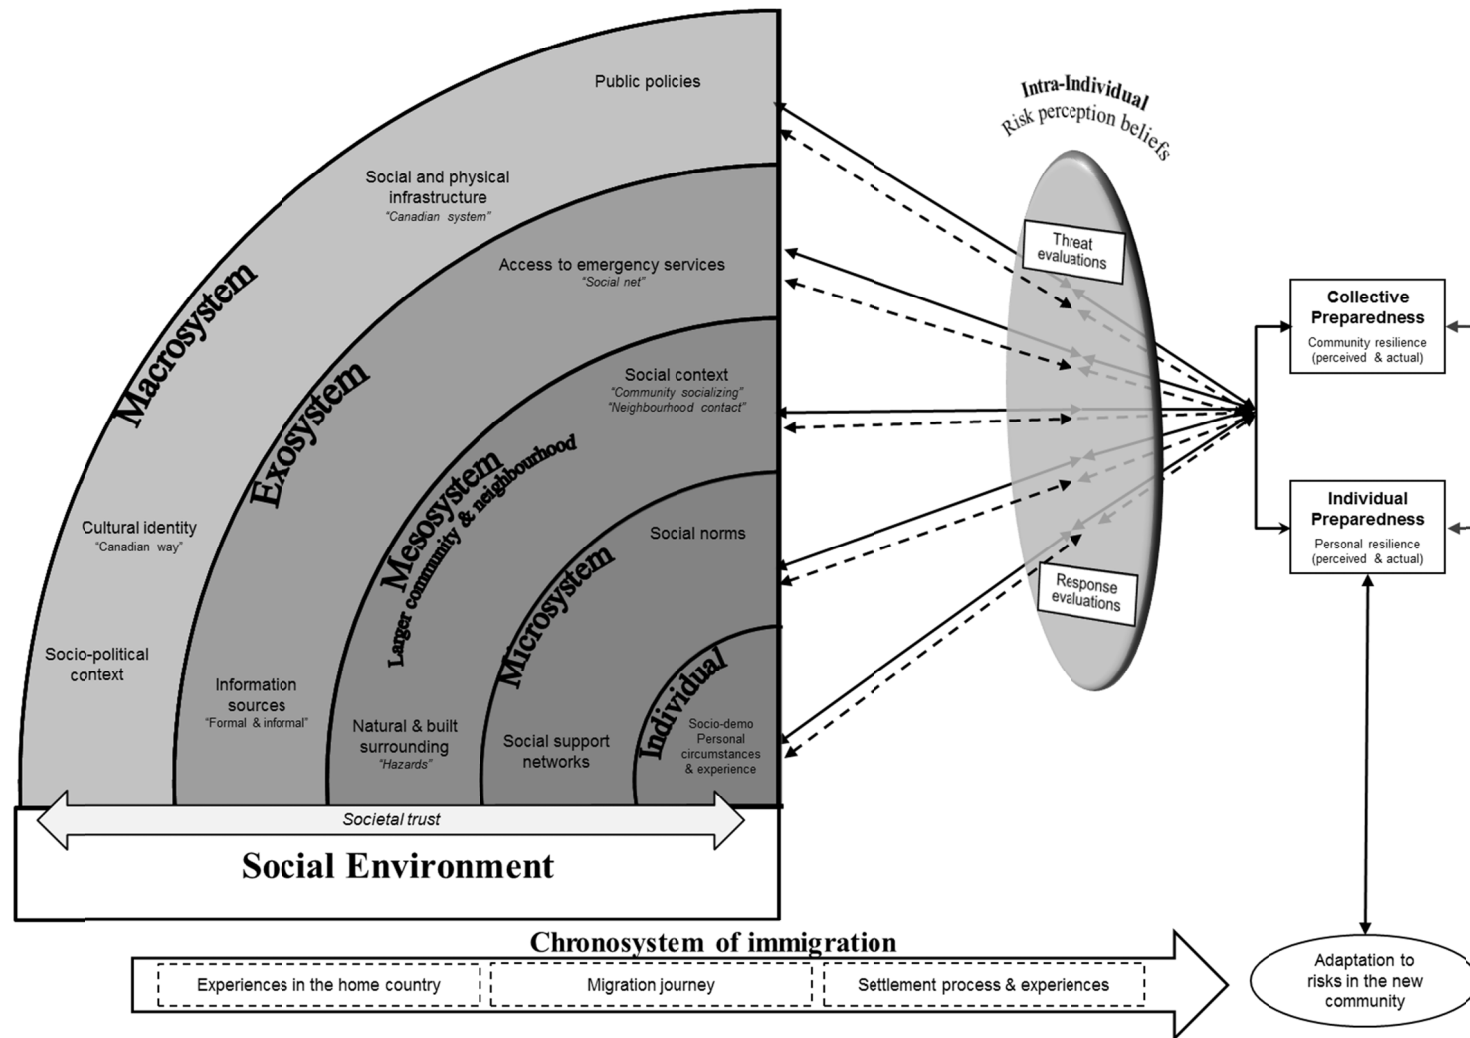 Public policies
Social and physical
infrastructure
"Canadian system"
Macrosystem
Cultural identity
"Canadian way"
Socio-political
context
Access to emergency services
"Social net"
Exosystem
Information
sources
"Formal & informal"
Social context
"Community socializing"
"Neighbourhood contact"
Mesosystem
Larger community & neighbourhood
Natural & built
surrounding
"Hazards"
Social norms
Microsystem
Social support
networks
Individual
Socio-demo
Personal
circumstances
& experience
Societal trust
Social Environment
Intra-Individual
Risk perception beliefs
Threat
evaluations
Response
evaluations
Collective
Preparedness
Community resilience
(perceived & actual)
Individual
Preparedness
Personal resilience
(perceived & actual)
Chronosystem of immigration
Experiences in the home country
Migration journey
Settlement process & experiences
Adaptation to
risks in the new
community